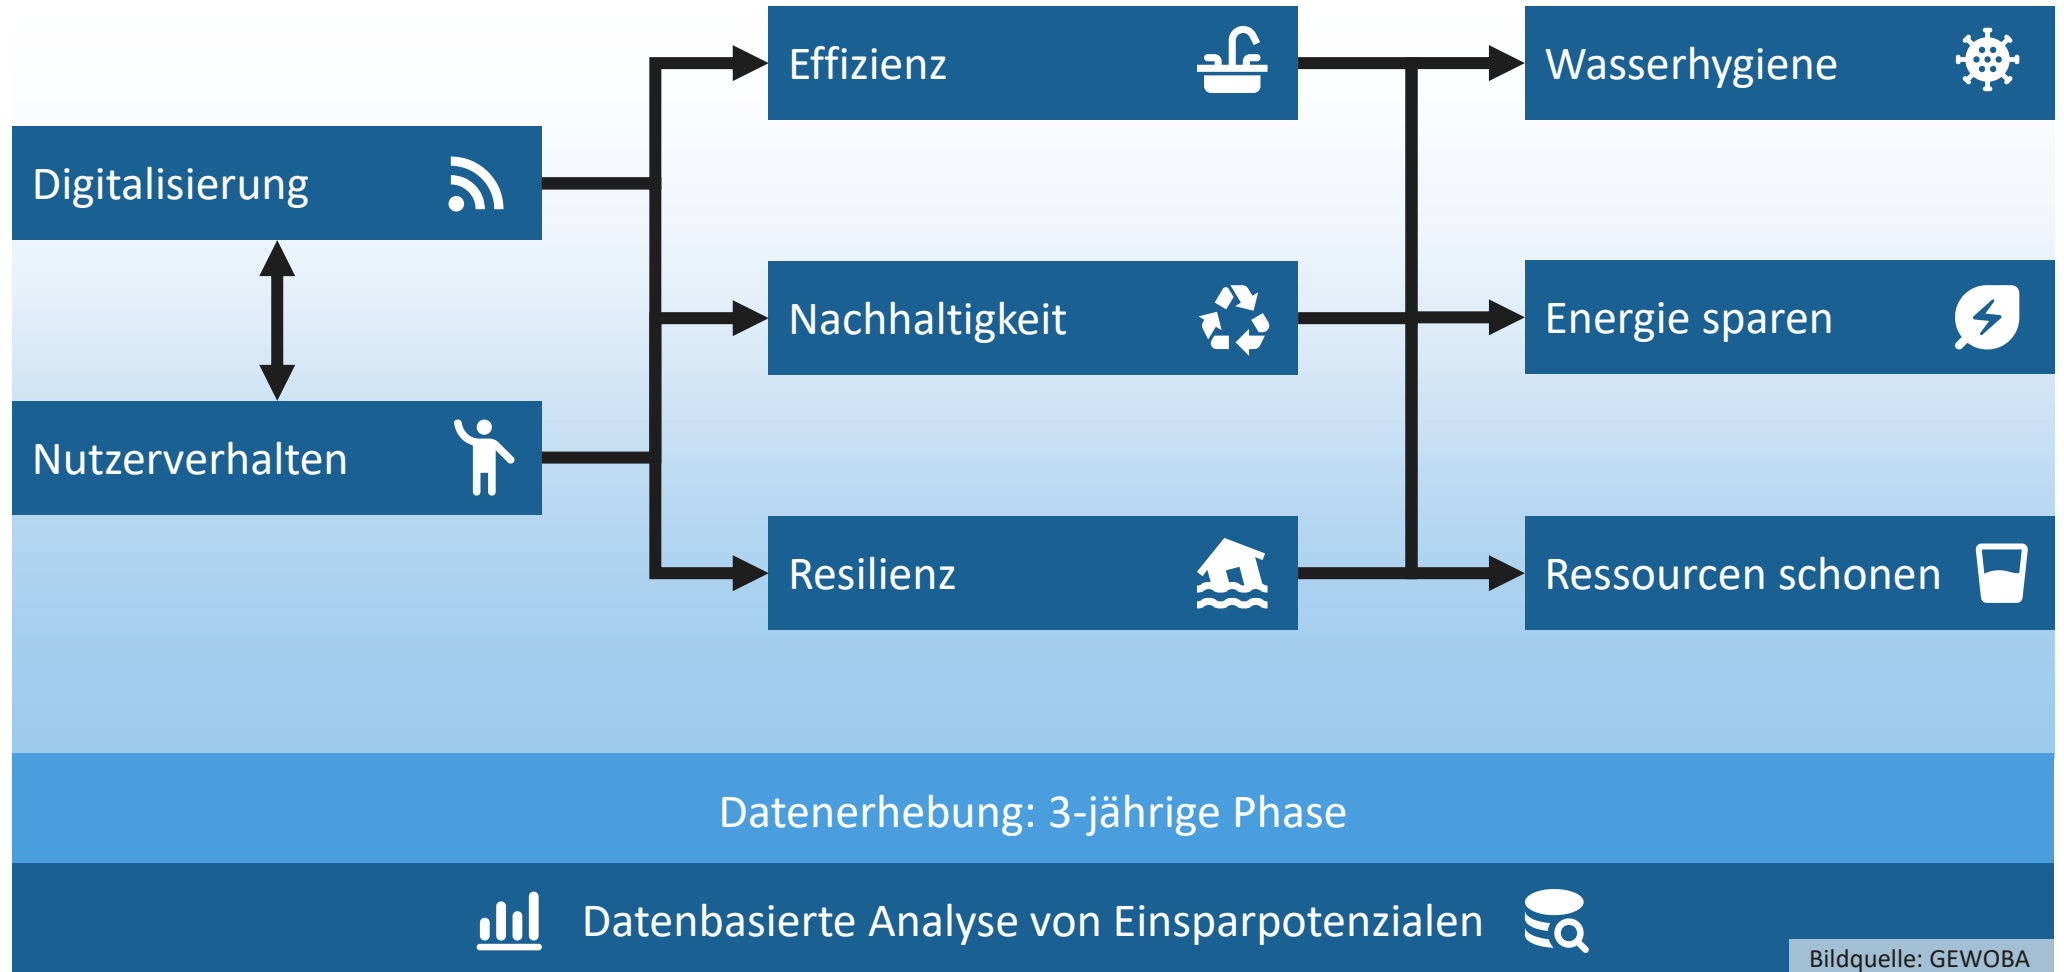 Digitalisierung
Nutzerverhalten
Effizienz
Nachhaltigkeit
Resilienz
Wasserhygiene
Energie sparen
Ressourcen schonen
Datenerhebung: 3-jährige Phase
Datenbasierte Analyse von Einsparpotenzialen
Bildquelle: GEWOBA